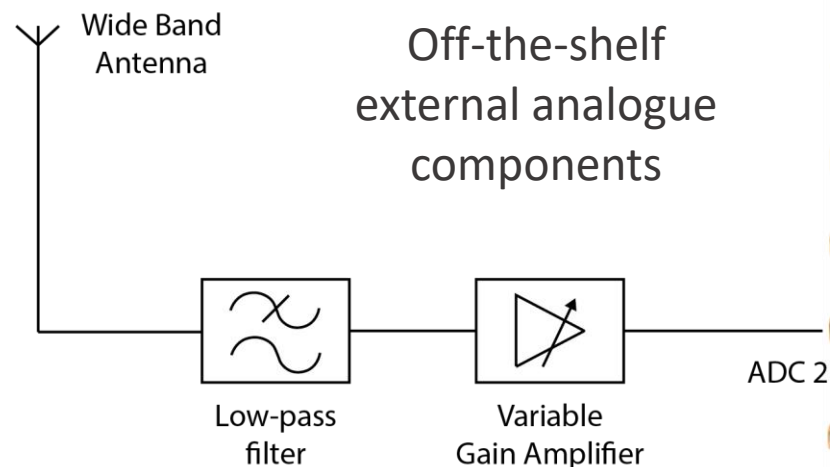 Wide Band
Antenna
Off-the-shelf
external analogue
components
ADC 2
Low-pass
filter
Variable
Gain Amplifier